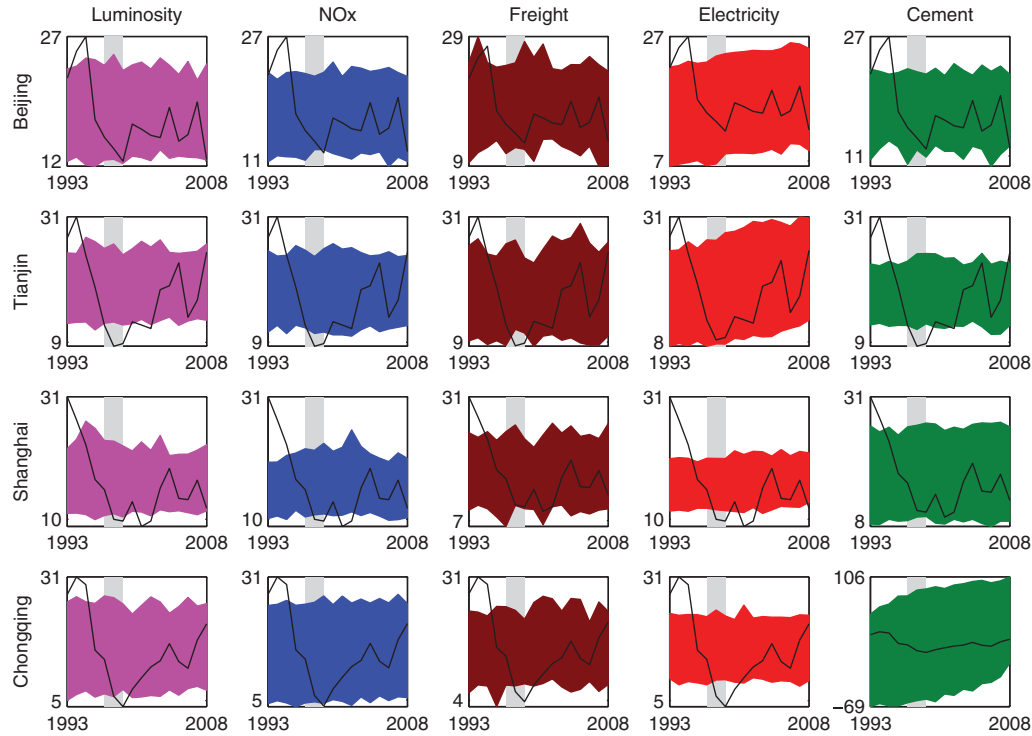 Luminosity NOx Freight Electricity Cement
Beijing
27 27 29 27 27
12 11 9 7 11
1993 2008 1993 2008 1993 2008 1993 2008 1993 2008
Tianjin
31 31 31 31 31
9 9 9 8 9
1993 2008 1993 2008 1993 2008 1993 2008 1993 2008
Shanghai
31 31 31 31 31
10 10 7 10 8
1993 2008 1993 2008 1993 2008 1993 2008 1993 2008
Chongqing
31 31 31 31 106
5 5 4 5 −69
1993 2008 1993 2008 1993 2008 1993 2008 1993 2008